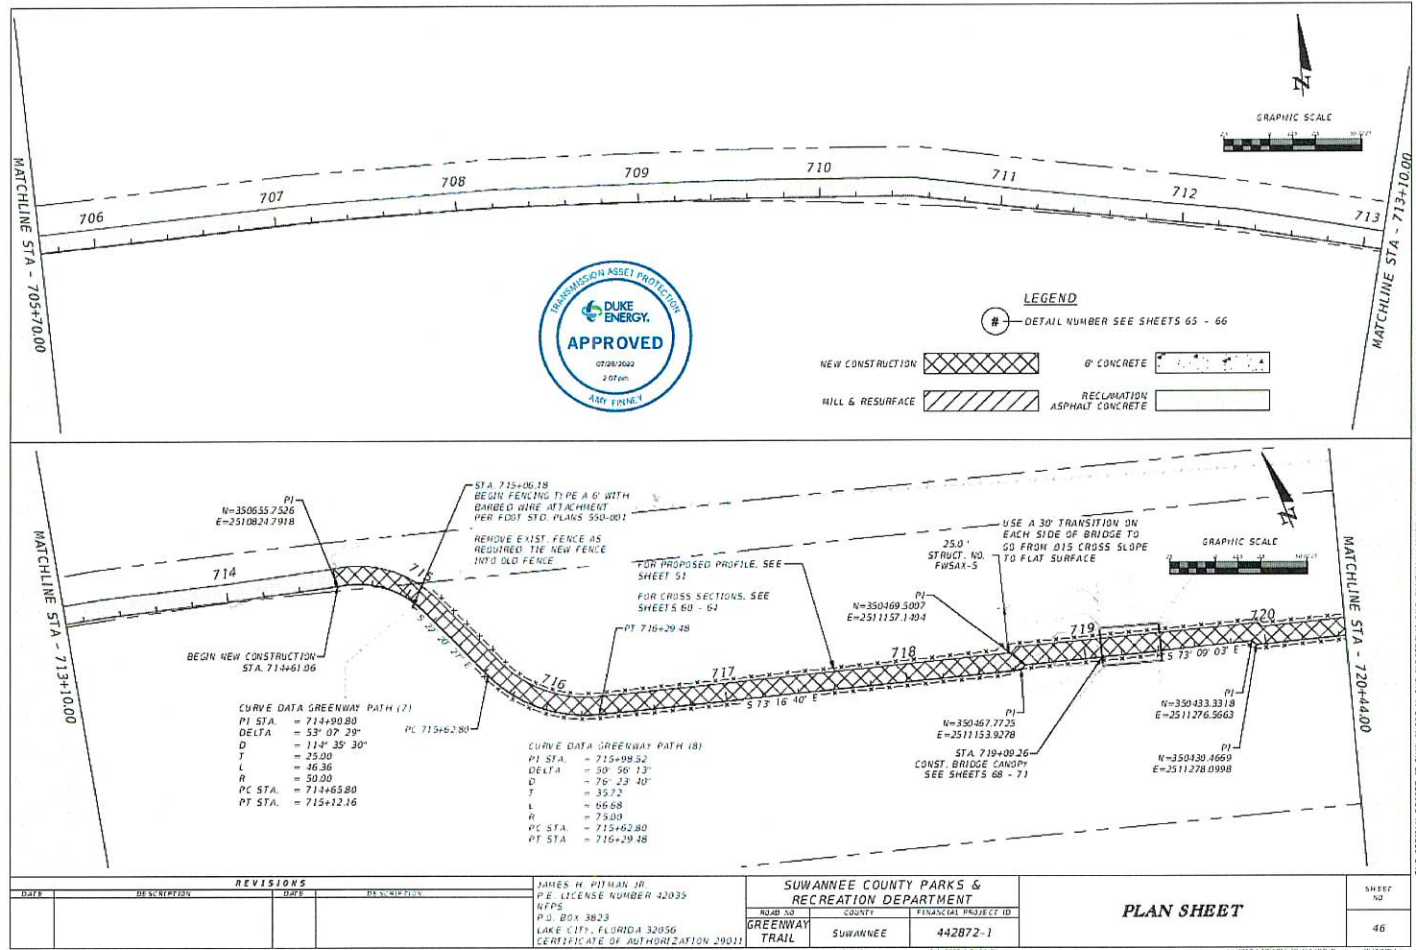 GRAPHIC SCALE
MATCHLINE STA - 705+70.00
706
707
708
709
710
711
712
713
MATCHLINE STA - 713+10.00
TRANSMISSION ASSET PROTECTION
DUKE
ENERGY.
APPROVED
07/28/2022
2:07pm
AMY FINNEY
LEGEND
# DETAIL NUMBER SEE SHEETS 65 - 66
NEW CONSTRUCTION
6" CONCRETE
MILL & RESURFACE
RECLAMATION
ASPHALT CONCRETE
MATCHLINE STA - 713+10.00
PI
N=350655.7526
E=2510824.7918
STA. 715+06.18
BEGIN FENCING TYPE A 6' WITH
BARBED WIRE ATTACHMENT
PER FDOT STD. PLANS 550-001
REMOVE EXIST. FENCE AS
REQUIRED TIE NEW FENCE
INTO OLD FENCE
714
715
716
717
718
719
720
BEGIN NEW CONSTRUCTION
STA. 714+61.06
S 22° 20' 27" E
FOR PROPOSED PROFILE, SEE
SHEET 51
FOR CROSS SECTIONS, SEE
SHEETS 60 - 64
PT 716+29.48
PC 715+62.80
25.0'
STRUCT. NO.
FWSAX-5
USE A 30' TRANSITION ON
EACH SIDE OF BRIDGE TO
GO FROM .015 CROSS SLOPE
TO FLAT SURFACE
GRAPHIC SCALE
PI
N=350469.5007
E=2511157.1404
S 73° 16' 40" E
S 73° 09' 03" E
PI
N=350467.7725
E=2511153.9278
STA. 719+09.26
CONST. BRIDGE CANOPY
SEE SHEETS 68 - 71
PI
N=350433.3318
E=2511276.5663
PI
N=350430.4669
E=2511278.0998
MATCHLINE STA - 720+44.00
CURVE DATA GREENWAY PATH (7)
PI STA. = 714+90.80
DELTA = 53° 07' 29"
D = 114° 35' 30"
T = 25.00
L = 46.36
R = 50.00
PC STA. = 714+65.80
PT STA. = 715+12.16
CURVE DATA GREENWAY PATH (8)
PI STA. = 715+98.52
DELTA = 50° 56' 13"
D = 76° 23' 40"
T = 35.72
L = 66.68
R = 75.00
PC STA. = 715+62.80
PT STA = 716+29.48
REVISIONS
DATE DESCRIPTION DATE DESCRIPTION
JAMES H. PITMAN JR.
P.E. LICENSE NUMBER 42035
NFPS
P.O. BOX 3823
LAKE CITY, FLORIDA 32056
CERTIFICATE OF AUTHORIZATION 29011
SUWANNEE COUNTY PARKS &
RECREATION DEPARTMENT
ROAD NO COUNTY FINANCIAL PROJECT ID
GREENWAY
TRAIL
SUWANNEE
442872-1
PLAN SHEET
SHEET
NO
46